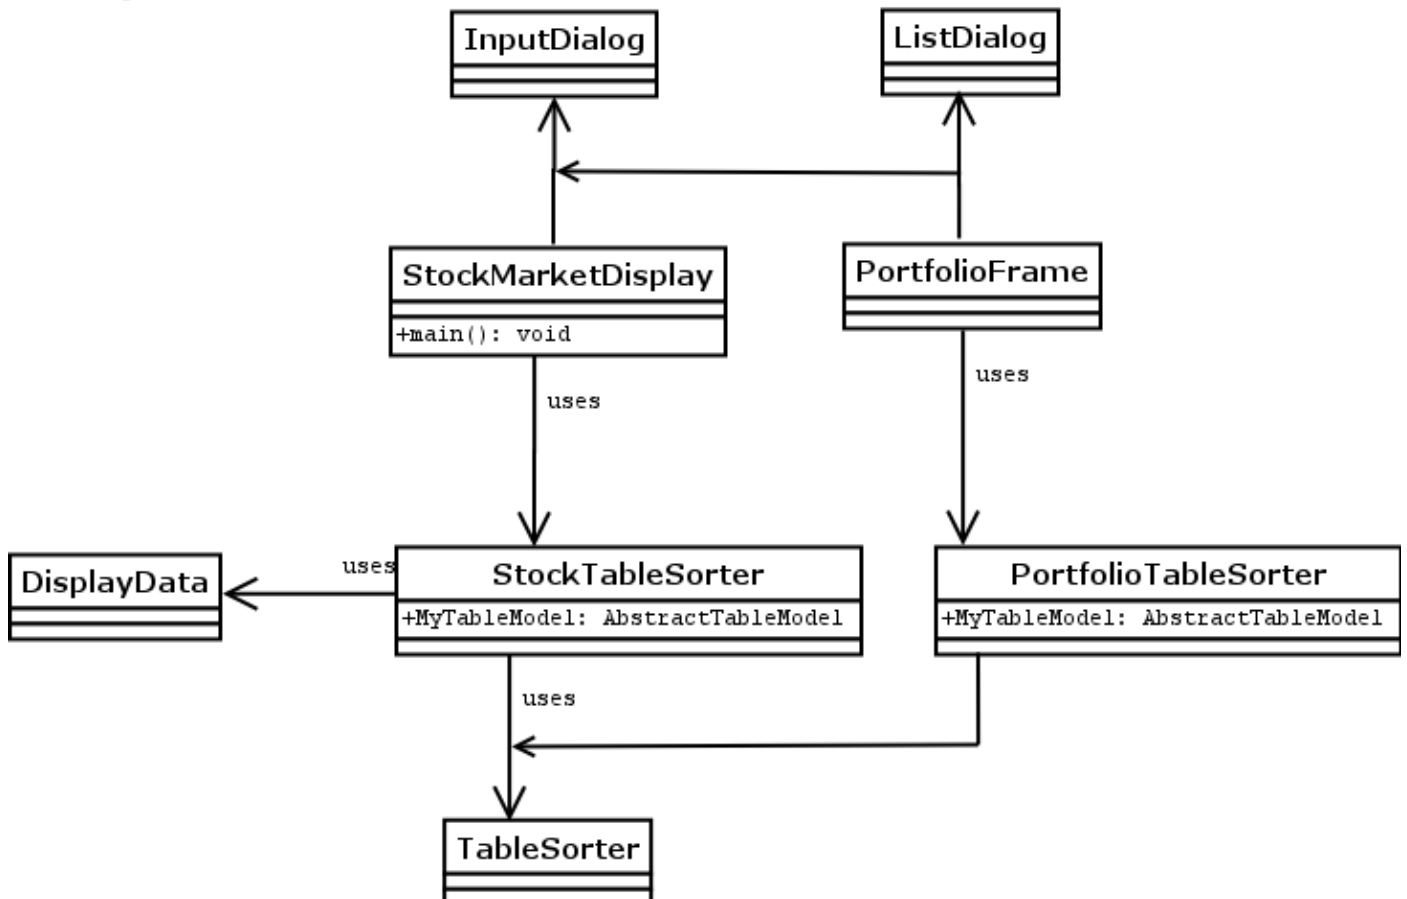 InputDialog
ListDialog
StockMarketDisplay
+main(): void
PortfolioFrame
uses
uses
DisplayData
uses
StockTableSorter
+MyTableModel: AbstractTableModel
PortfolioTableSorter
+MyTableModel: AbstractTableModel
uses
TableSorter